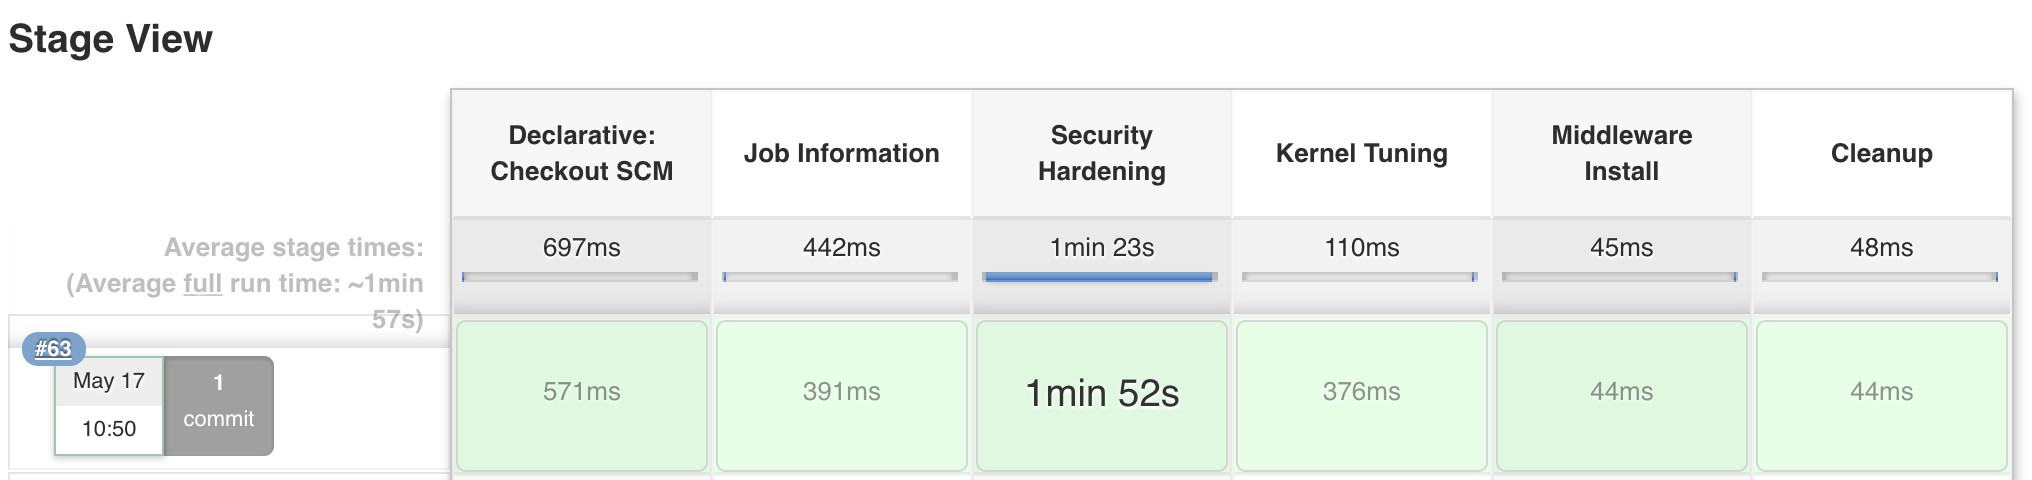 Stage View
Declarative:
Checkout SCM
Job Information
Security
Hardening
Kernel Tuning
Middleware
Install
Cleanup
Average stage times:
(Average full run time: ~1min
57s)
697ms
442ms
1min 23s
110ms
45ms
48ms
#63
May 17
10:50
1
commit
571ms
391ms
1min 52s
376ms
44ms
44ms